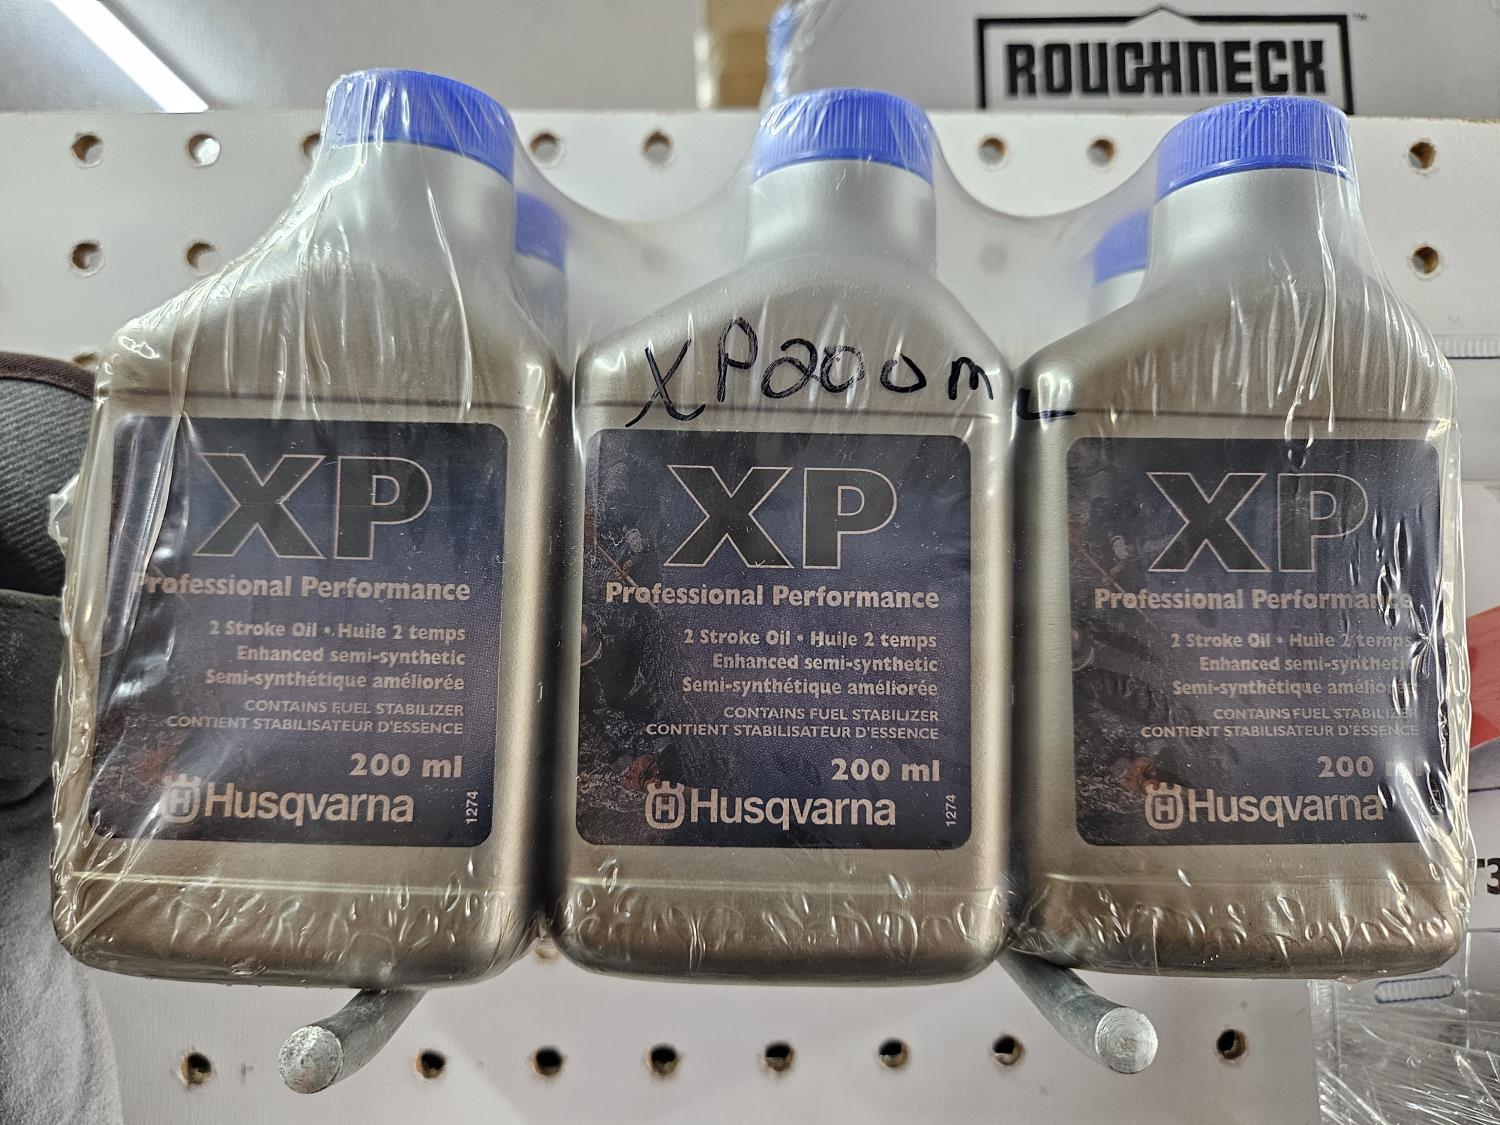 ROUGHNECK™
XP200mL
XP
Professional Performance
2 Stroke Oil • Huile 2 temps
Enhanced semi-synthetic
Semi-synthétique améliorée
CONTAINS FUEL STABILIZER
CONTIENT STABILISATEUR D'ESSENCE
200 ml
H Husqvarna
1274
XP
Professional Performance
2 Stroke Oil • Huile 2 temps
Enhanced semi-synthetic
Semi-synthétique améliorée
CONTAINS FUEL STABILIZER
CONTIENT STABILISATEUR D'ESSENCE
200 ml
H Husqvarna
1274
XP
Professional Performance
2 Stroke Oil • Huile 2 temps
Enhanced semi-synthetic
Semi-synthétique améliorée
CONTAINS FUEL STABILIZER
CONTIENT STABILISATEUR D'ESSENCE
200 ml
H Husqvarna